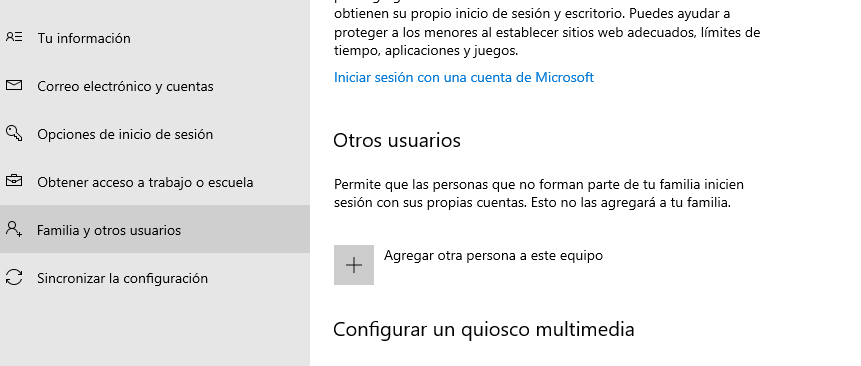 Tu información
Correo electrónico y cuentas
Opciones de inicio de sesión
Obtener acceso a trabajo o escuela
Familia y otros usuarios
Sincronizar la configuración
obtienen su propio inicio de sesión y escritorio. Puedes ayudar a
proteger a los menores al establecer sitios web adecuados, límites de
tiempo, aplicaciones y juegos.
Iniciar sesión con una cuenta de Microsoft
Otros usuarios
Permite que las personas que no forman parte de tu familia inicien
sesión con sus propias cuentas. Esto no las agregará a tu familia.
Agregar otra persona a este equipo
Configurar un quiosco multimedia